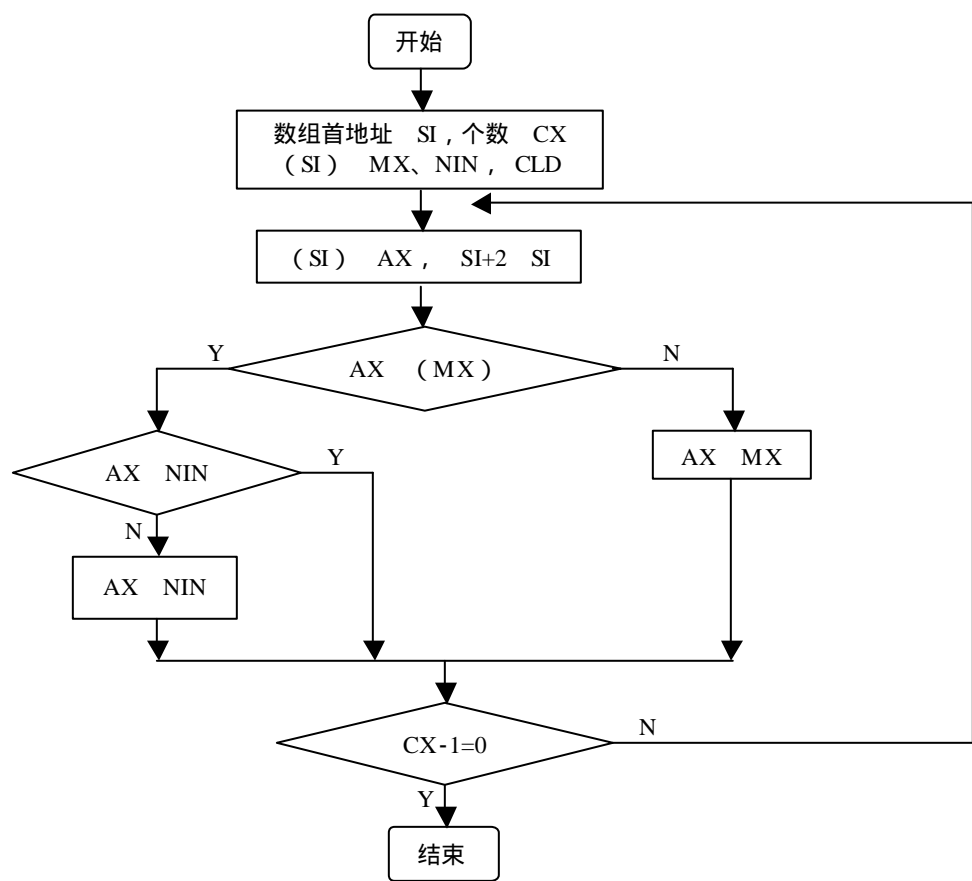 开始
数组首地址 SI，个数 CX
（SI） MX、NIN，CLD
（SI） AX， SI+2 SI
Y
AX （MX）
N
AX NIN
Y
AX MX
N
AX NIN
CX-1=0
N
Y
结束